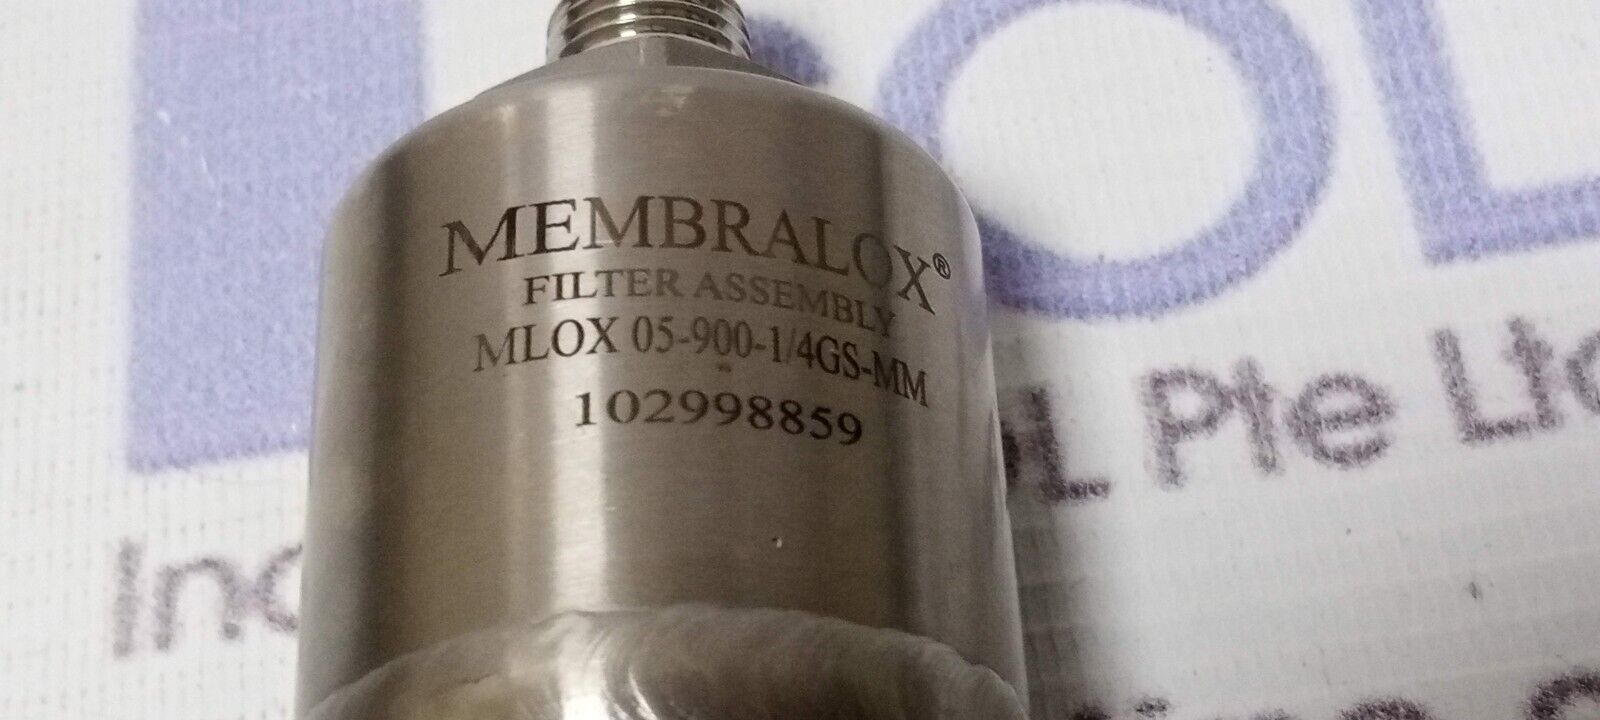 MEMBRALOX®
FILTER ASSEMBLY
MLOX 05-900-1/4GS-MM
102998859
Pte